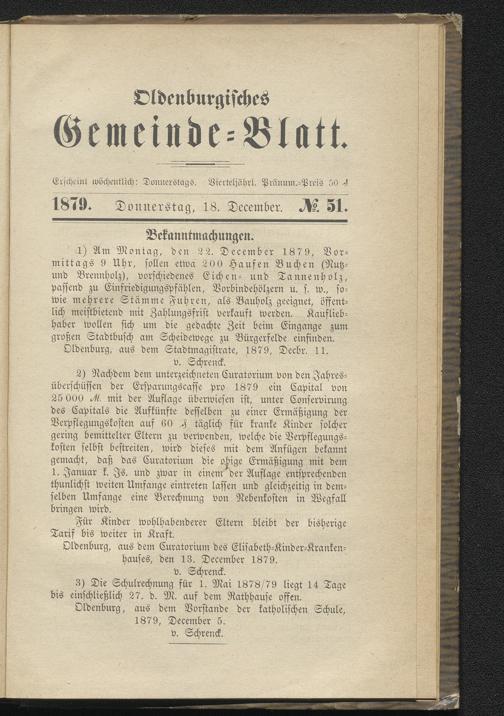 Oldenburgisches
Gemeinde-Blatt.
Erscheint wöchentlich: Donnerstags. Vierteljährl. Pränum.-Preis 50 ₰
1879. Donnerstag, 18. December. № 51.
Bekanntmachungen.
1) Am Montag, den 22. December 1879, Vor-
mittags 9 Uhr, sollen etwa 200 Haufen Buchen (Nutz-
und Brennholz), vorschiedenes Eichen- und Tannenholz,
passend zu Einfriedigungspfählen, Vorbindehölzern u. s. w., so-
wie mehrere Stämme Fuhren, als Bauholz geeignet, öffent-
lich meistbietend mit Zahlungsfrist verkauft werden. Kauflieb-
haber wollen sich um die gedachte Zeit beim Eingange zum
großen Stadtbusch am Scheidewege zu Bürgerfelde einfinden.
Oldenburg, aus dem Stadtmagistrate, 1879, Decbr. 11.
v. Schrenck.
2) Nachdem dem unterzeichneten Curatorium von den Jahres-
überschüssen der Ersparungscasse pro 1879 ein Capital von
25 000 ℳ. mit der Auflage überwiesen ist, unter Conservirung
des Capitals die Aufkünfte desselben zu einer Ermäßigung der
Verpflegungskosten auf 60 ₰ täglich für kranke Kinder solcher
gering bemittelter Eltern zu verwenden, welche die Verpflegungs-
kosten selbst bestreiten, wird dieses mit dem Anfügen bekannt
gemacht, daß das Curatorium die obige Ermäßigung mit dem
1. Januar k. Js. und zwar in einem der Auflage entsprechenden
thunlichst weiten Umfange eintreten lassen und gleichzeitig in dem-
selben Umfange eine Berechnung von Nebenkosten in Wegfall
bringen wird.
Für Kinder wohlhabenderer Eltern bleibt der bisherige
Tarif bis weiter in Kraft.
Oldenburg, aus dem Curatorium des Elisabeth-Kinder-Kranken-
hauses, den 13. December 1879.
v. Schrenck.
3) Die Schulrechnung für 1. Mai 1878/79 liegt 14 Tage
bis einschließlich 27. d. M. auf dem Rathhause offen.
Oldenburg, aus dem Vorstande der katholischen Schule,
1879, December 5.
v. Schrenck.